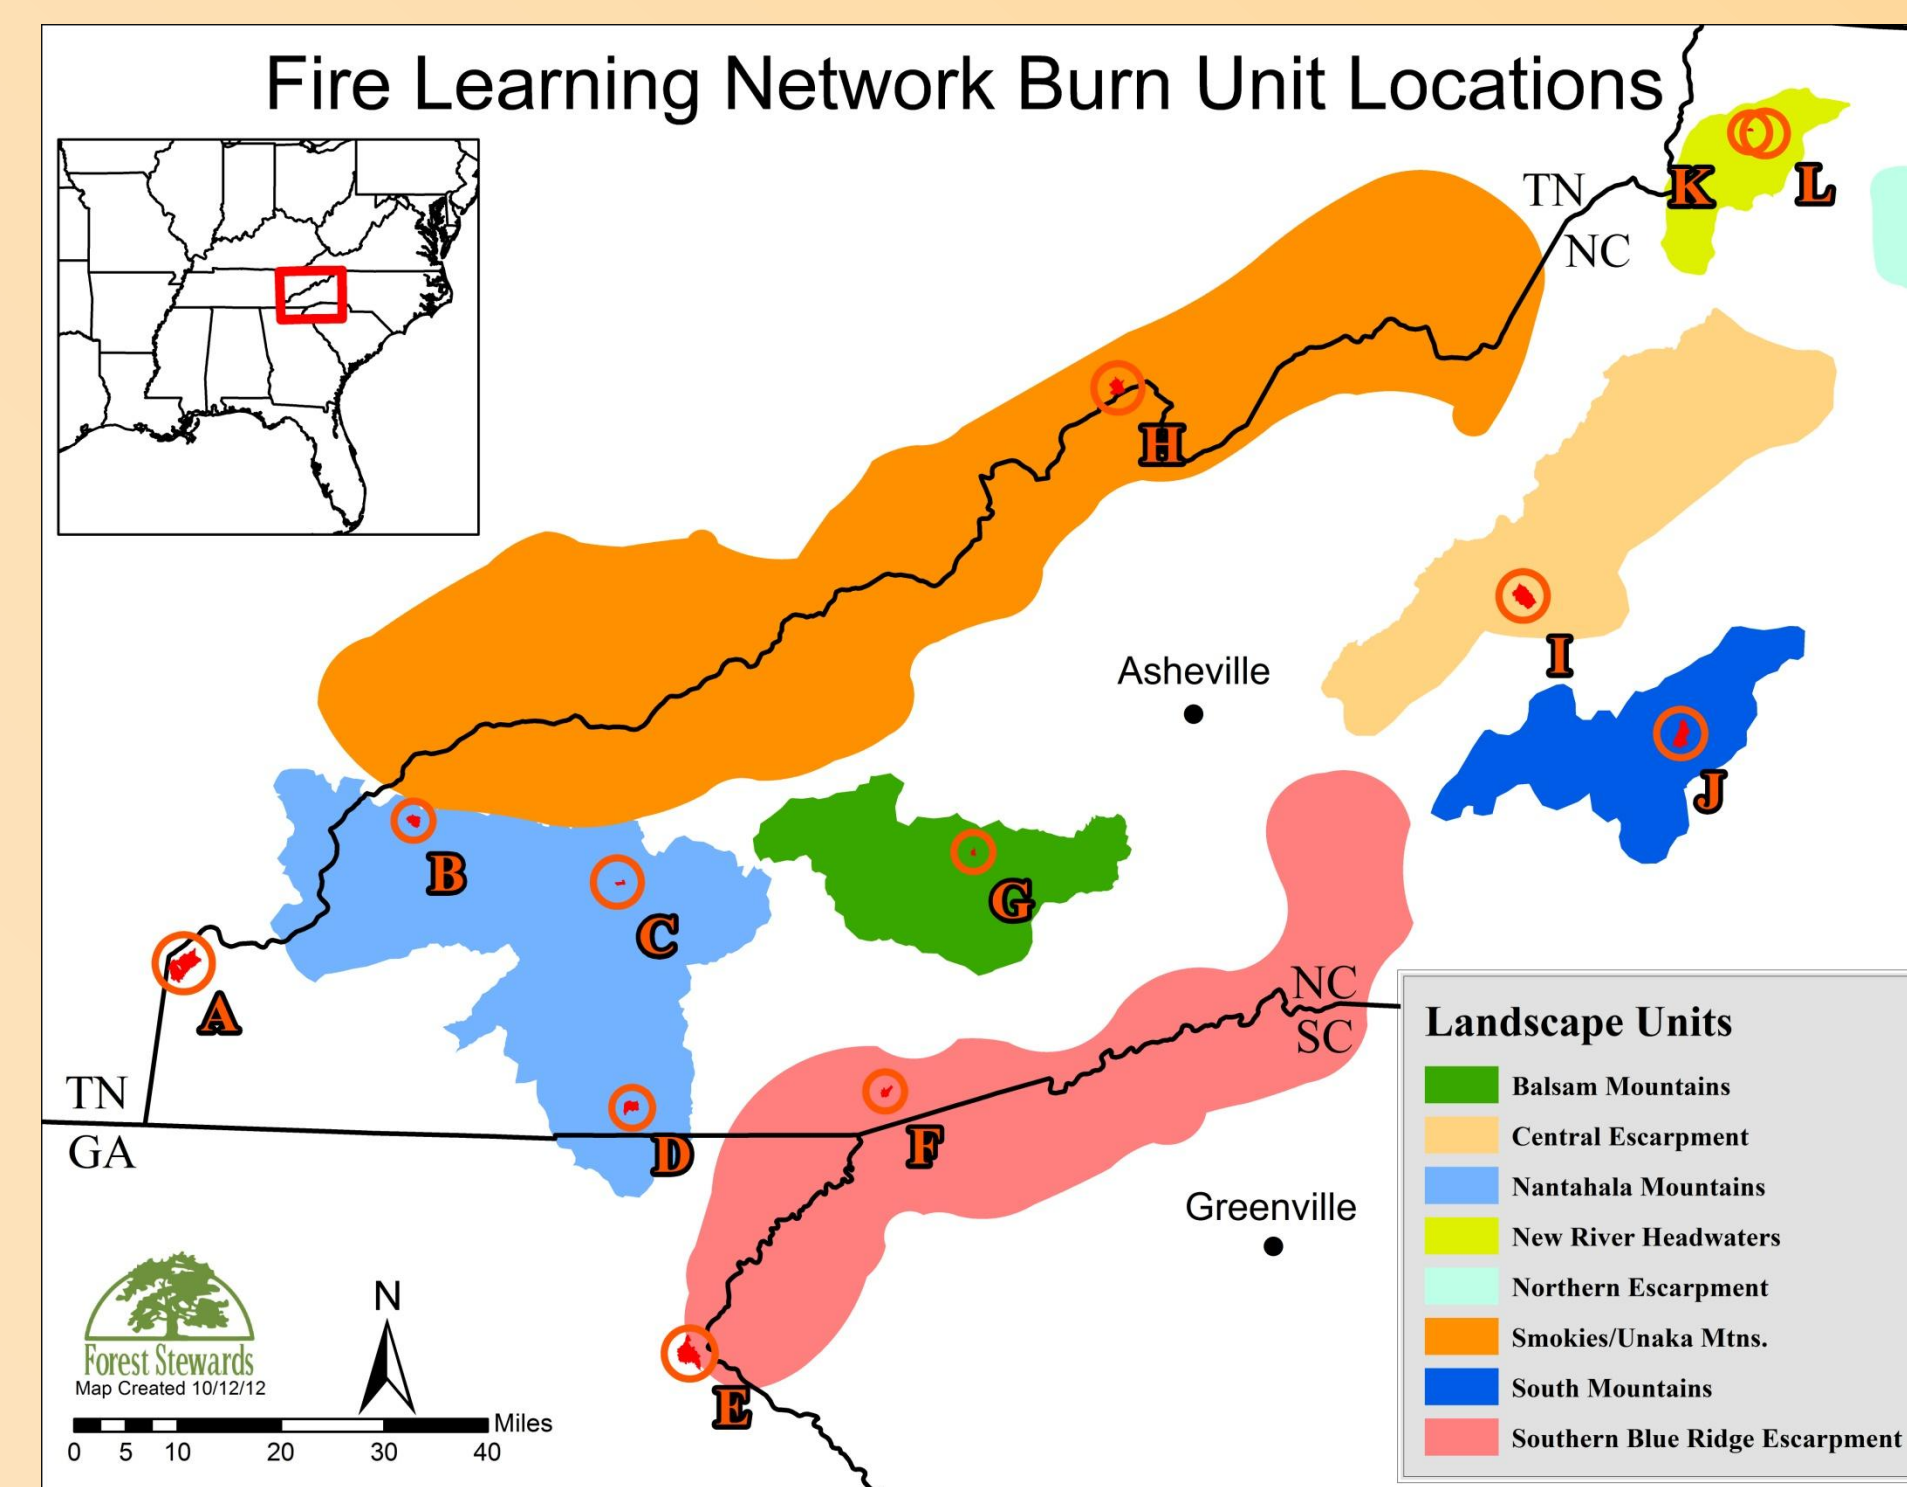 Fire Learning Network Burn Unit Locations
TN
NC
K
L
H
I
Asheville
J
B
C
G
A
NC
SC
TN
GA
D
F
Greenville
E
Landscape Units
Balsam Mountains
Central Escarpment
Nantahala Mountains
New River Headwaters
Northern Escarpment
Smokies/Unaka Mtns.
South Mountains
Southern Blue Ridge Escarpment
N
Forest Stewards
Map Created 10/12/12
Miles
0 5 10 20 30 40